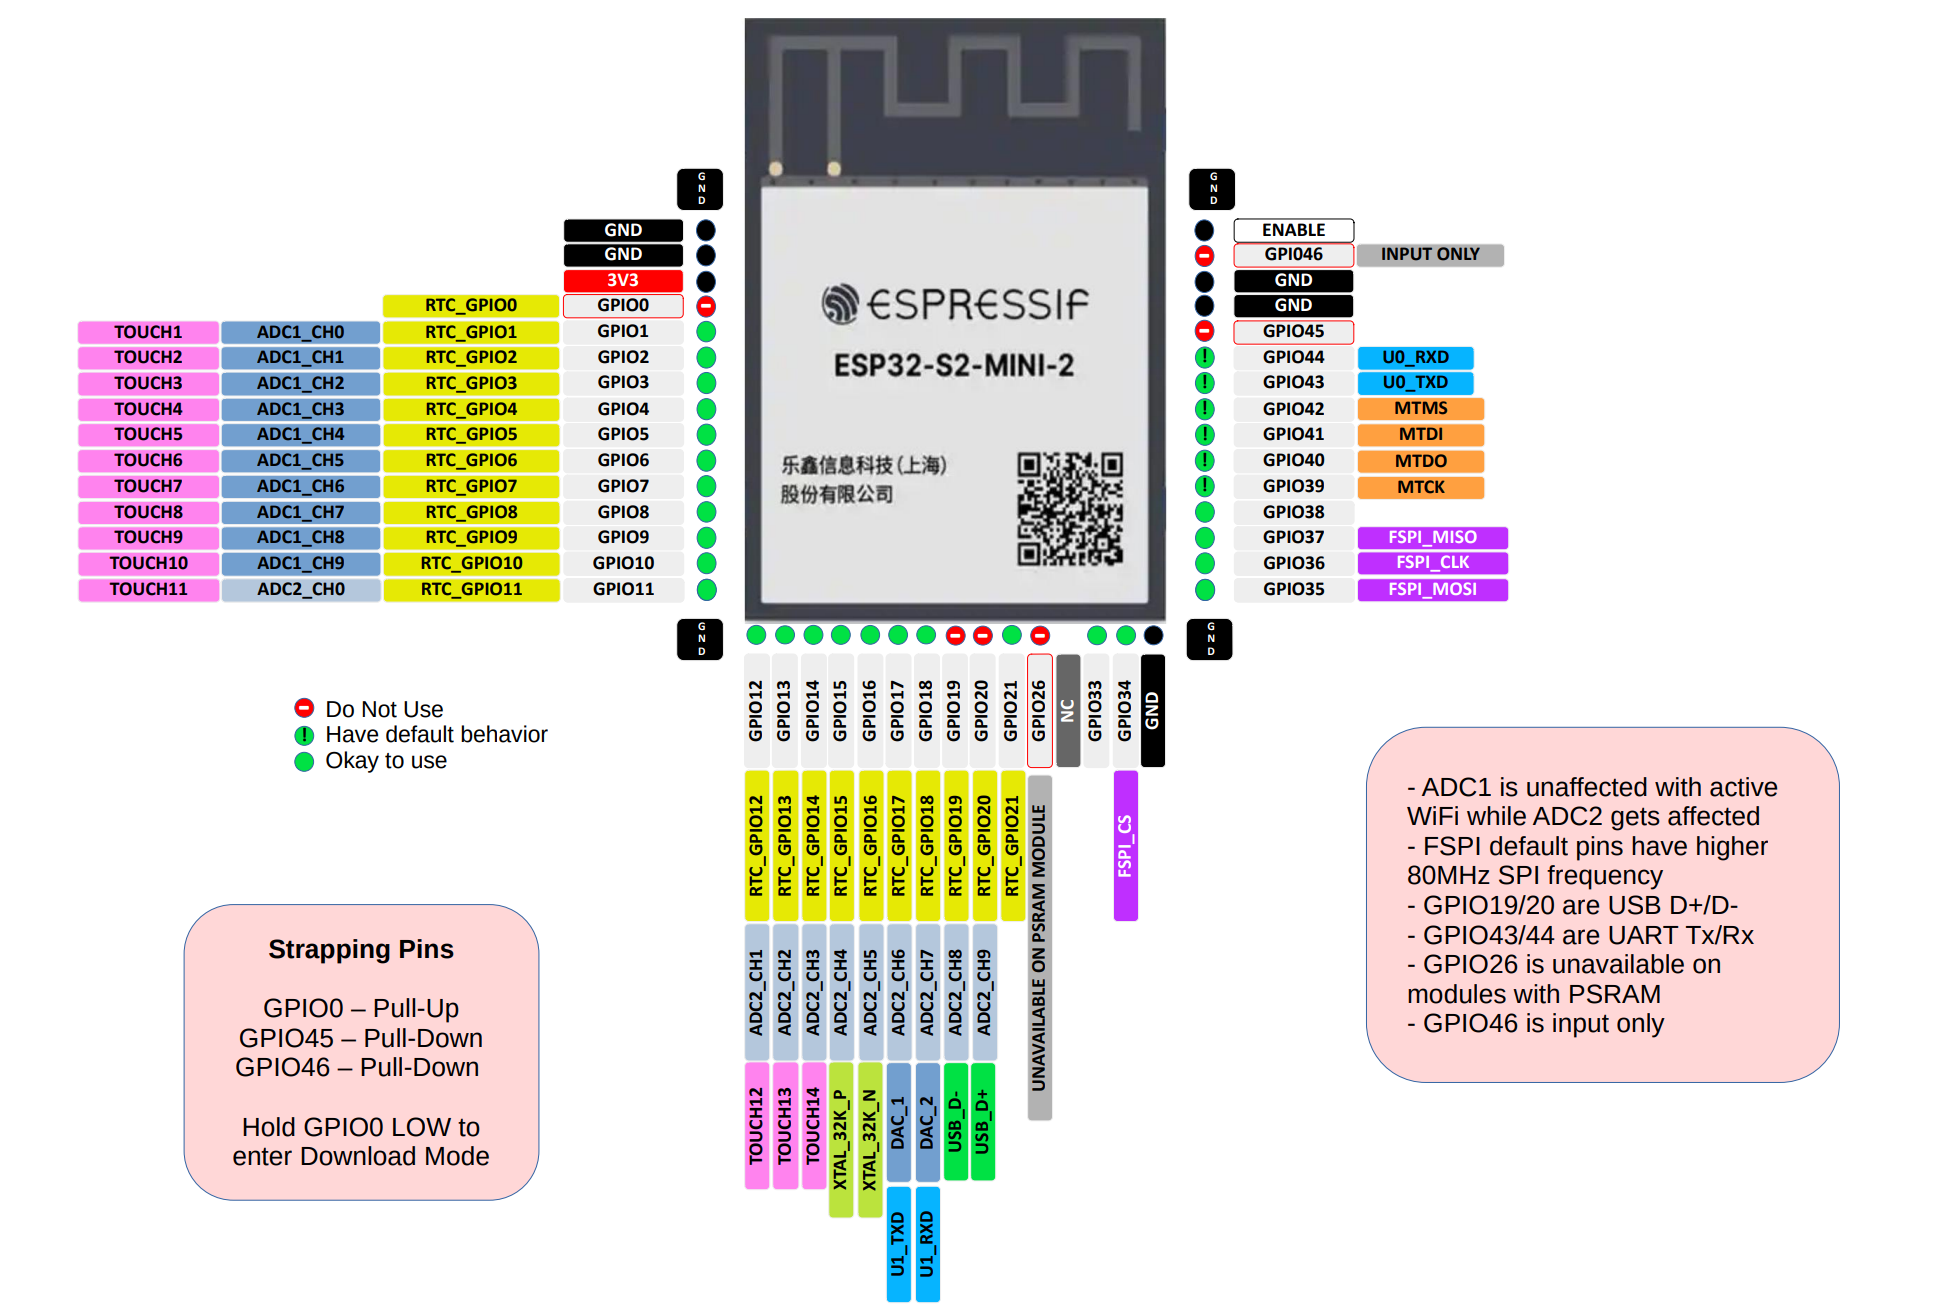 G
N
D
G
N
D
GND
GND
3V3
RTC_GPIO0 GPIO0
TOUCH1 ADC1_CH0 RTC_GPIO1 GPIO1
TOUCH2 ADC1_CH1 RTC_GPIO2 GPIO2
TOUCH3 ADC1_CH2 RTC_GPIO3 GPIO3
TOUCH4 ADC1_CH3 RTC_GPIO4 GPIO4
TOUCH5 ADC1_CH4 RTC_GPIO5 GPIO5
TOUCH6 ADC1_CH5 RTC_GPIO6 GPIO6
TOUCH7 ADC1_CH6 RTC_GPIO7 GPIO7
TOUCH8 ADC1_CH7 RTC_GPIO8 GPIO8
TOUCH9 ADC1_CH8 RTC_GPIO9 GPIO9
TOUCH10 ADC1_CH9 RTC_GPIO10 GPIO10
TOUCH11 ADC2_CH0 RTC_GPIO11 GPIO11
ESPRESSIF
ESP32-S2-MINI-2
乐鑫信息科技(上海)
股份有限公司
ENABLE
GPI046 INPUT ONLY
GND
GND
GPIO45
! GPIO44 U0_RXD
! GPIO43 U0_TXD
! GPIO42 MTMS
! GPIO41 MTDI
! GPIO40 MTDO
! GPIO39 MTCK
GPIO38
GPIO37 FSPI_MISO
GPIO36 FSPI_CLK
GPIO35 FSPI_MOSI
G
N
D
G
N
D
GPIO12 RTC_GPIO12 ADC2_CH1 TOUCH12
GPIO13 RTC_GPIO13 ADC2_CH2 TOUCH13
GPIO14 RTC_GPIO14 ADC2_CH3 TOUCH14
GPIO15 RTC_GPIO15 ADC2_CH4 XTAL_32K_P
GPIO16 RTC_GPIO16 ADC2_CH5 XTAL_32K_N
GPIO17 RTC_GPIO17 ADC2_CH6 DAC_1 U1_TXD
GPIO18 RTC_GPIO18 ADC2_CH7 DAC_2 U1_RXD
GPIO19 RTC_GPIO19 ADC2_CH8 USB_D-
GPIO20 RTC_GPIO20 ADC2_CH9 USB_D+
GPIO21 RTC_GPIO21
GPIO26 UNAVAILABLE ON PSRAM MODULE
NC
GPIO33
GPIO34 FSPI_CS
GND
Do Not Use
! Have default behavior
Okay to use
Strapping Pins
GPIO0 – Pull-Up
GPIO45 – Pull-Down
GPIO46 – Pull-Down
Hold GPIO0 LOW to
enter Download Mode
- ADC1 is unaffected with active
WiFi while ADC2 gets affected
- FSPI default pins have higher
80MHz SPI frequency
- GPIO19/20 are USB D+/D-
- GPIO43/44 are UART Tx/Rx
- GPIO26 is unavailable on
modules with PSRAM
- GPIO46 is input only